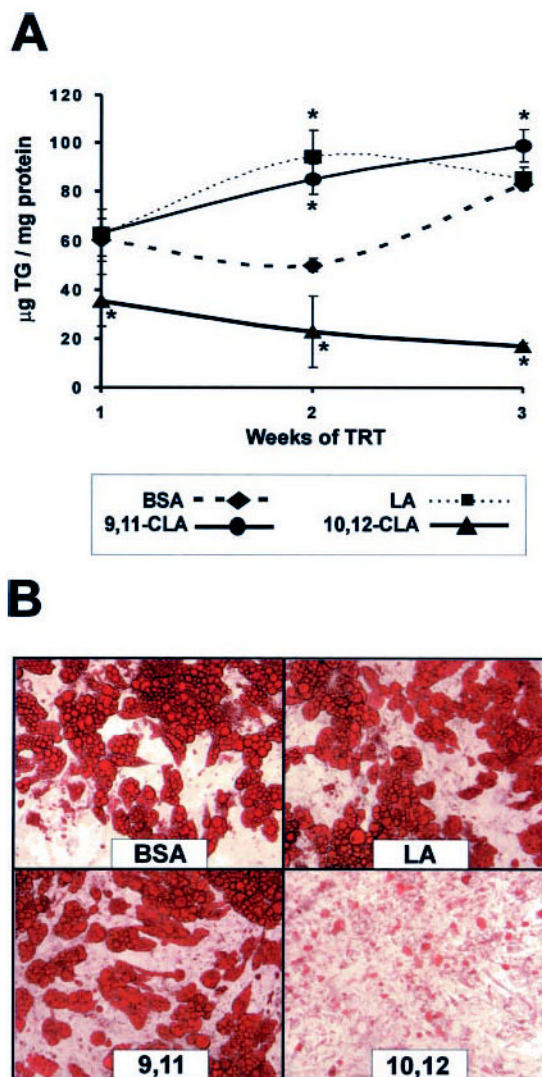 A
µg TG / mg protein
120
100
80
60
40
20
0
*
*
*
*
*
*
1
2
3
Weeks of TRT
BSA
LA
9,11-CLA
10,12-CLA
B
BSA
LA
9,11
10,12